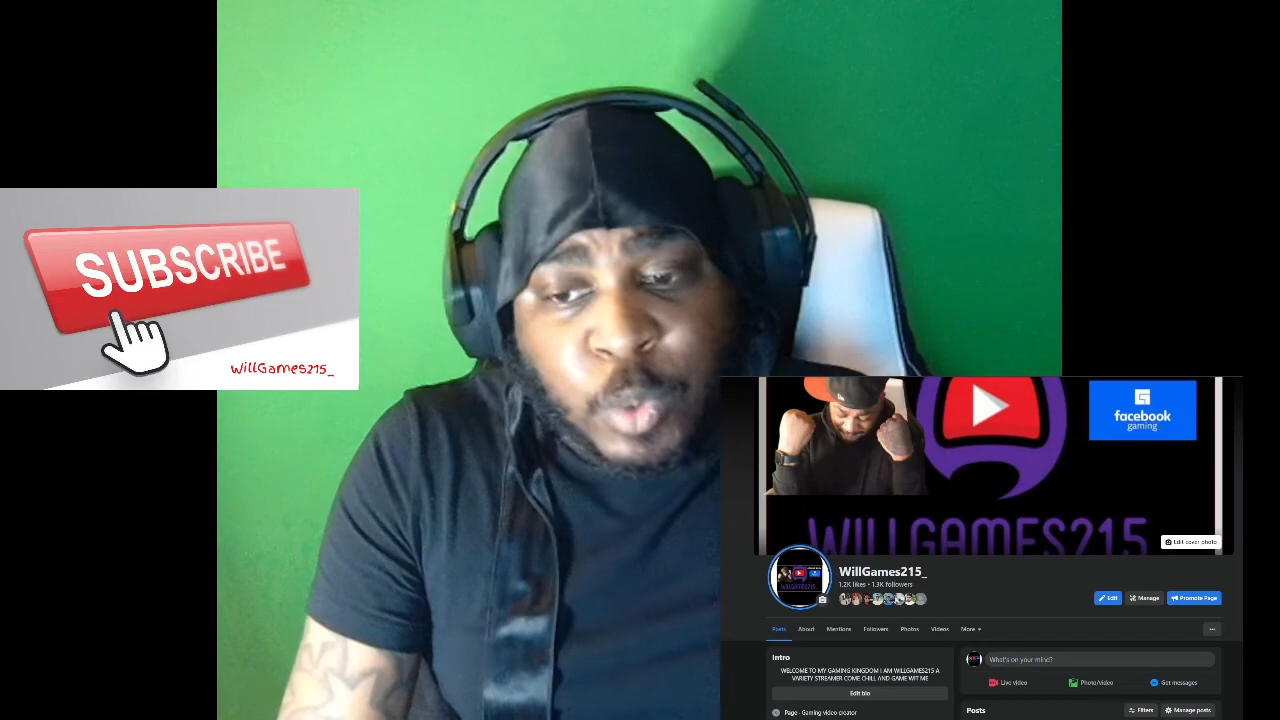 SUBSCRIBE
WillGames215_
facebook
gaming
WILLGAMES215
Edit cover photo
WillGames215_
1.2K likes • 1.3K followers
Edit
Manage
Promote Page
Posts
About
Mentions
Followers
Photos
Videos
More
Intro
WELCOME TO MY GAMING KINGDOM I AM WILLGAMES215 A
VARIETY STREAMER COME CHILL AND GAME WIT ME
Edit bio
Page · Gaming video creator
What's on your mind?
Live video
Photo/video
Get messages
Posts
Filters
Manage posts